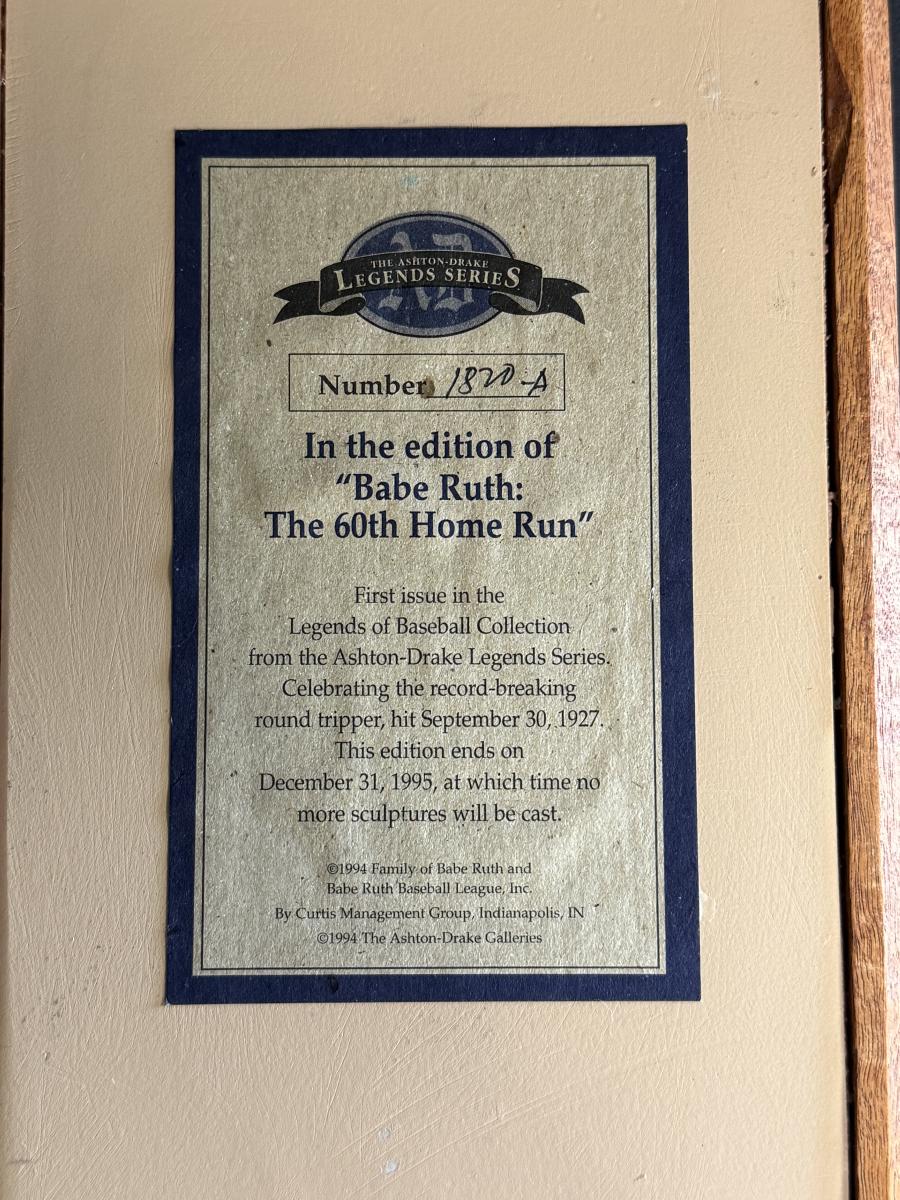 AD
THE ASHTON-DRAKE
LEGENDS SERIES
Number 1820-A
In the edition of
“Babe Ruth:
The 60th Home Run”
First issue in the
Legends of Baseball Collection
from the Ashton-Drake Legends Series.
Celebrating the record-breaking
round tripper, hit September 30, 1927.
This edition ends on
December 31, 1995, at which time no
more sculptures will be cast.
©1994 Family of Babe Ruth and
Babe Ruth Baseball League, Inc.
By Curtis Management Group, Indianapolis, IN
©1994 The Ashton-Drake Galleries